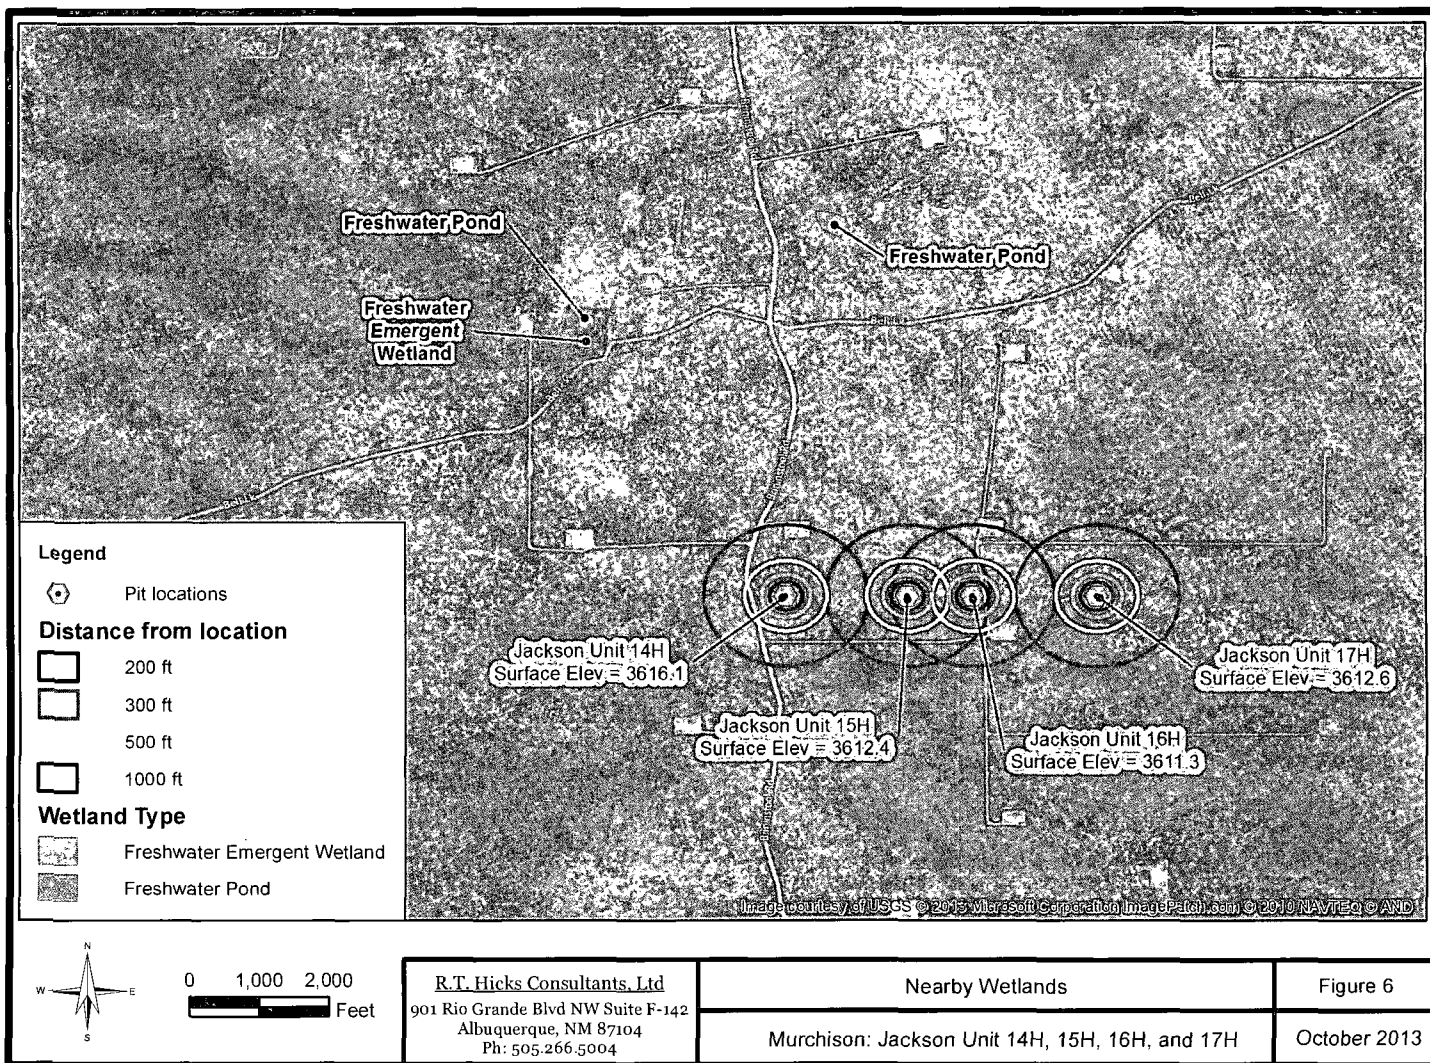 Freshwater Pond
Freshwater Pond
Freshwater
Emergent
Wetland
Jackson Unit 14H
Surface Elev = 3616.1
Jackson Unit 15H
Surface Elev = 3612.4
Jackson Unit 16H
Surface Elev = 3611.3
Jackson Unit 17H
Surface Elev = 3612.6
Legend
Pit locations
Distance from location
200 ft
300 ft
500 ft
1000 ft
Wetland Type
Freshwater Emergent Wetland
Freshwater Pond
Image courtesy of USGS © 2013 Microsoft Corporation ImagePatch.com © 2010 NAVTEQ © AND
N
W E
S
0 1,000 2,000
Feet
R.T. Hicks Consultants, Ltd
901 Rio Grande Blvd NW Suite F-142
Albuquerque, NM 87104
Ph: 505.266.5004
Nearby Wetlands
Murchison: Jackson Unit 14H, 15H, 16H, and 17H
Figure 6
October 2013